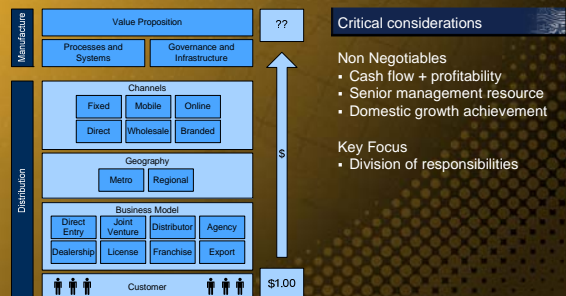 Manufacture
Value Proposition
Processes and
Systems
Governance and
Infrastructure
Distribution
Channels
Fixed
Mobile
Online
Direct
Wholesale
Branded
Geography
Metro
Regional
Business Model
Direct
Entry
Joint
Venture
Distributor
Agency
Dealership
License
Franchise
Export
Customer
??
$
$1.00
Critical considerations
Non Negotiables
▪ Cash flow + profitability
▪ Senior management resource
▪ Domestic growth achievement
Key Focus
▪ Division of responsibilities